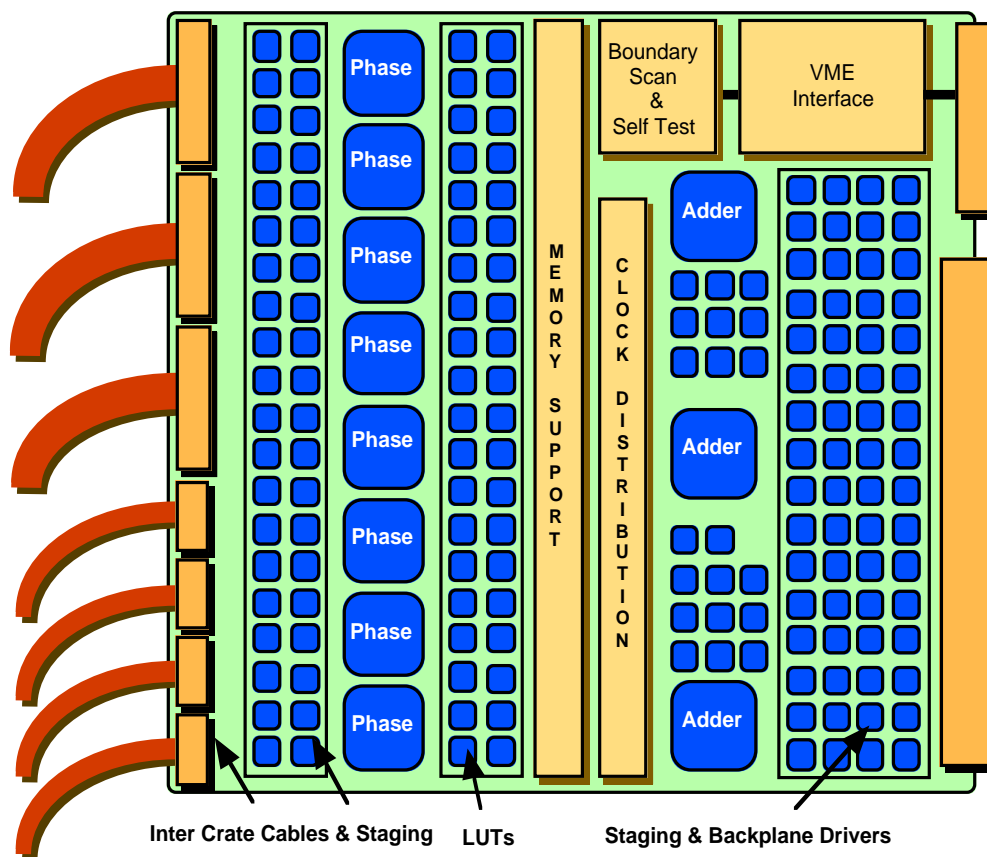 Phase
Phase
Phase
Phase
Phase
Phase
Phase
Phase
MEMORY SUPPORT
CLOCK DISTRIBUTION
Boundary
Scan
&
Self Test
VME
Interface
Adder
Adder
Adder
Inter Crate Cables & Staging
LUTs
Staging & Backplane Drivers